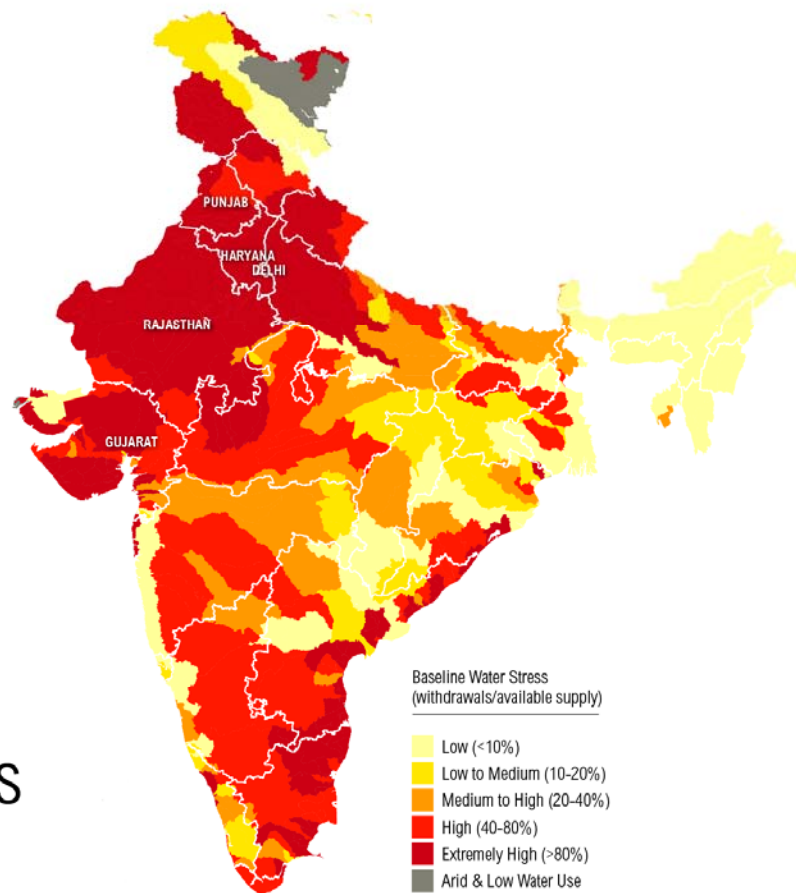 PUNJAB
HARYANA
DELHI
RAJASTHAN
GUJARAT
S
Baseline Water Stress
(withdrawals/available supply)
Low (<10%)
Low to Medium (10-20%)
Medium to High (20-40%)
High (40-80%)
Extremely High (>80%)
Arid & Low Water Use